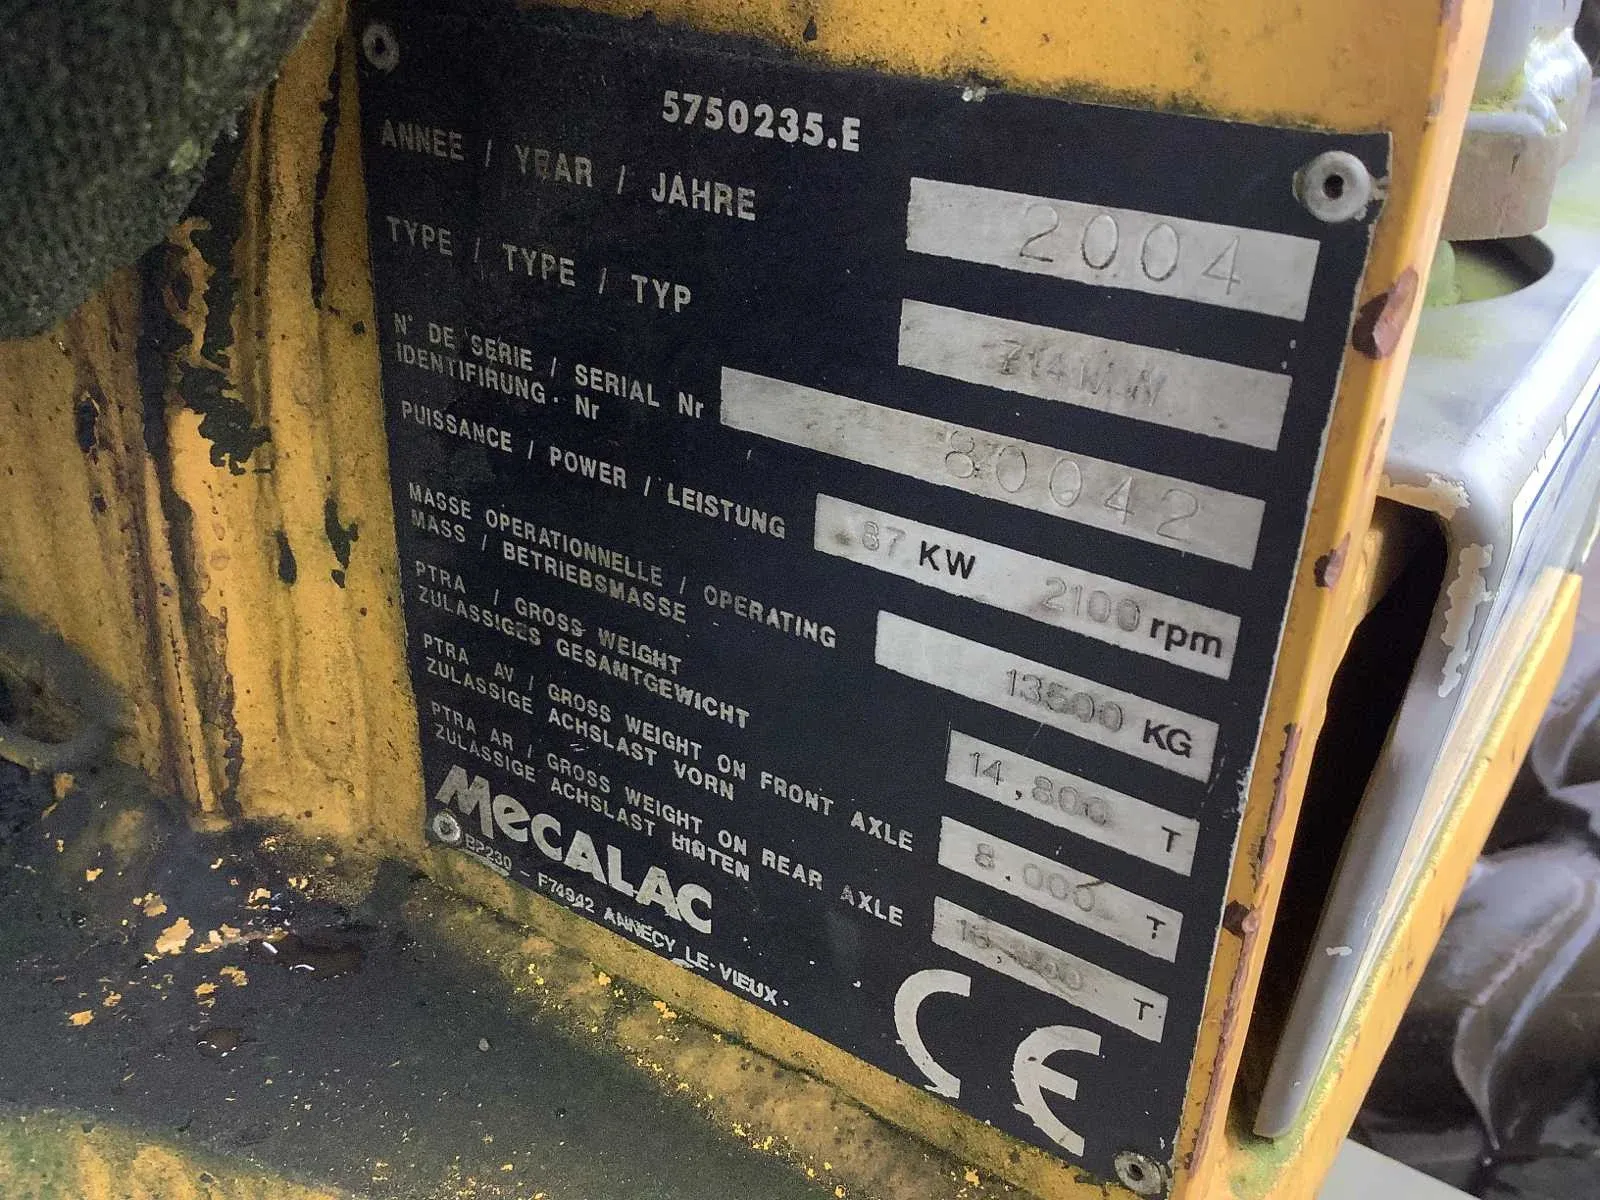 5750235.E
ANNEE / YEAR / JAHRE 2004
TYPE / TYPE / TYP 714 M.W
N° DE SERIE / SERIAL Nr 80042
IDENTIFIRUNG. Nr
PUISSANCE / POWER / LEISTUNG 87 KW 2100 rpm
MASSE OPERATIONNELLE / OPERATING
MASS / BETRIEBSMASSE 13500 KG
PTRA / GROSS WEIGHT
ZULASSIGES GESAMTGEWICHT 14,800 T
PTRA AV / GROSS WEIGHT ON FRONT AXLE
ZULASSIGE ACHSLAST VORN 8.000 T
PTRA AR / GROSS WEIGHT ON REAR AXLE
ZULASSIGE ACHSLAST HINTEN T
MeCALAC
BP230 - F74942 ANNECY-LE-VIEUX.
CE